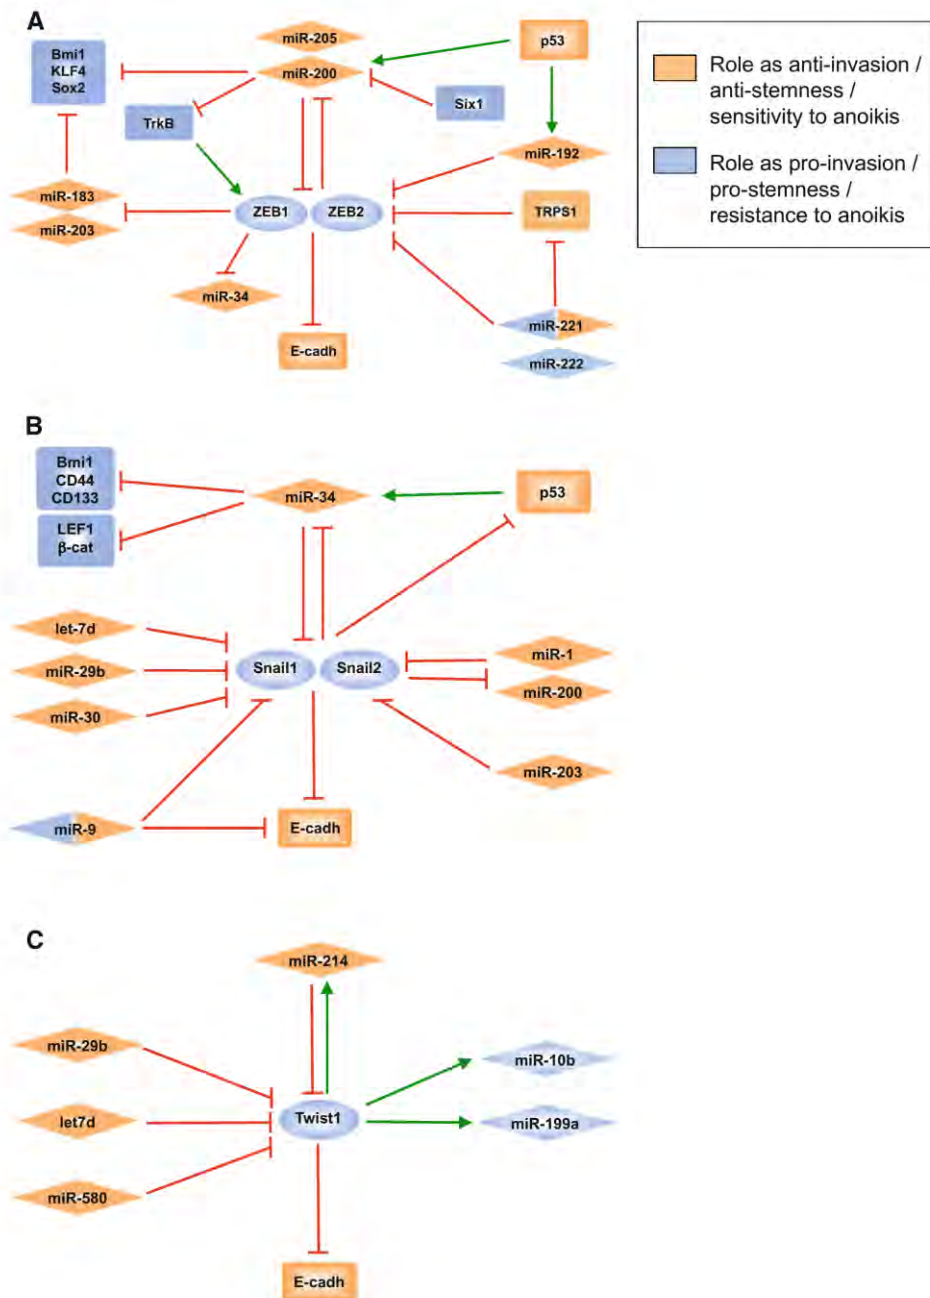 A
Bmi1
KLF4
Sox2
miR-205
miR-200
p53
TrkB
Six1
miR-192
miR-183
miR-203
ZEB1
ZEB2
TRPS1
miR-34
miR-221
miR-222
E-cadh
Role as anti-invasion /
anti-stemness /
sensitivity to anoikis
Role as pro-invasion /
pro-stemness /
resistance to anoikis
B
Bmi1
CD44
CD133
LEF1
β-cat
miR-34
p53
let-7d
miR-29b
miR-30
Snail1
Snail2
miR-1
miR-200
miR-203
miR-9
E-cadh
C
miR-214
miR-29b
miR-10b
let7d
Twist1
miR-199a
miR-580
E-cadh